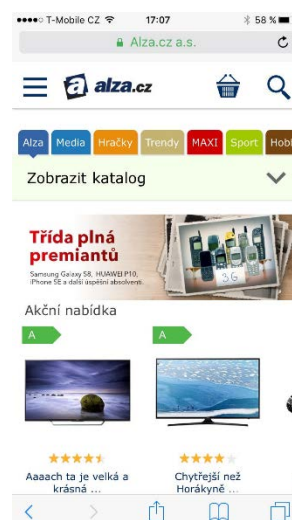 T-Mobile CZ 17:07 58 %
Alza.cz a.s.
alza.cz
Alza Media Hračky Trendy MAXI Sport Hobb
Zobrazit katalog
Třída plná
premiantů
Samsung Galaxy S8, HUAWEI P10,
iPhone SE a další úspěšní absolventi.
3G
Akční nabídka
A A
Aaaach ta je velká a
krásná ...
Chytřejší než
Horákyně ...